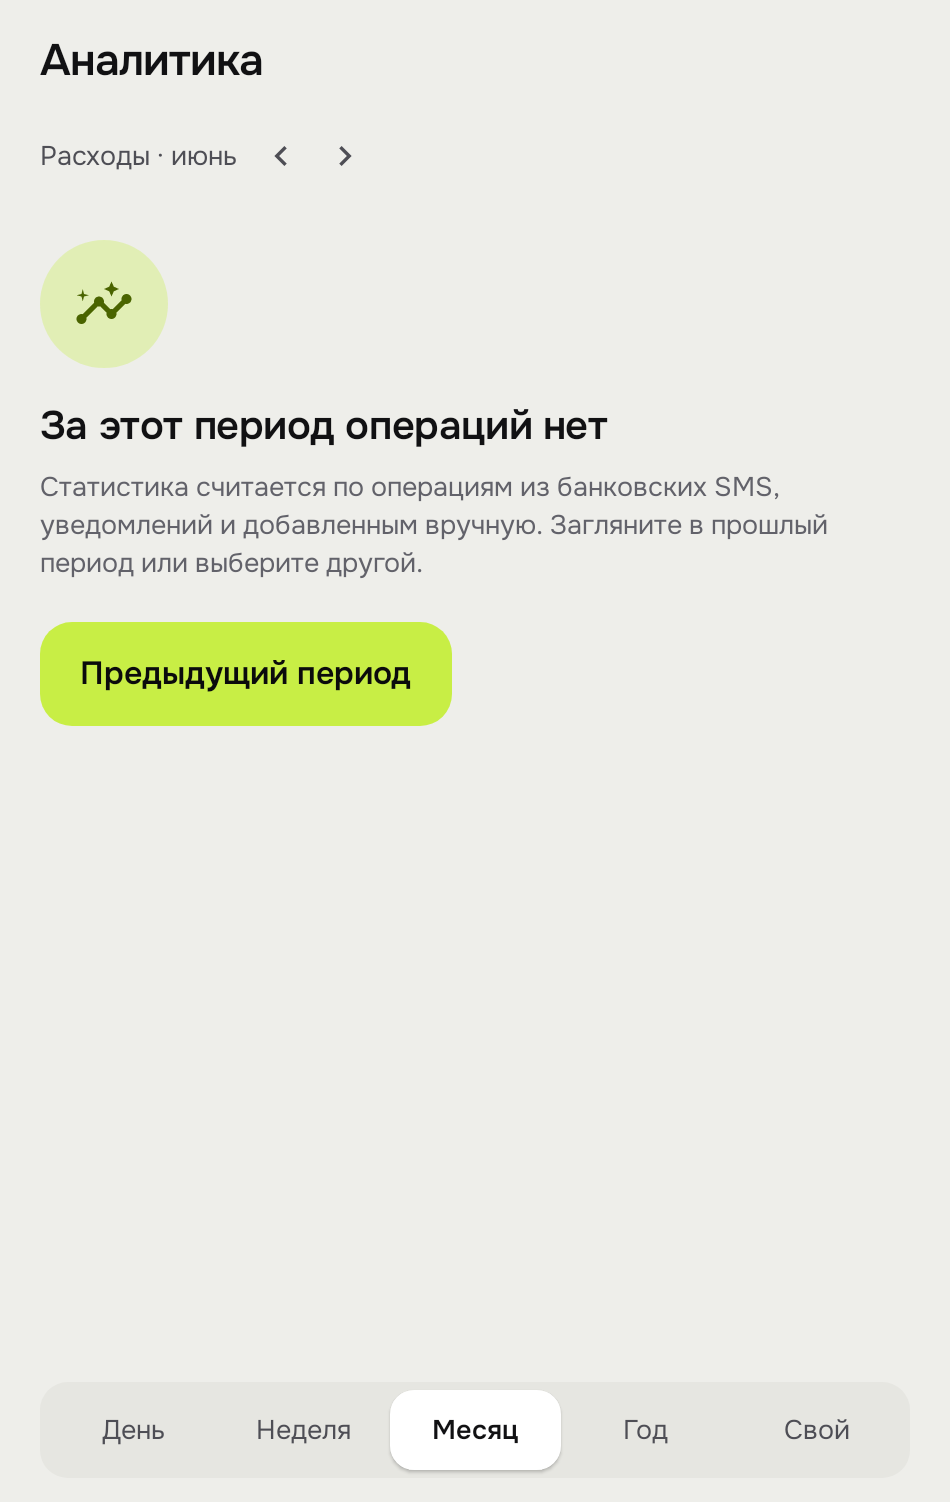 Аналитика
Расходы · июнь
За этот период операций нет
Статистика считается по операциям из банковских SMS,
уведомлений и добавленным вручную. Загляните в прошлый
период или выберите другой.
Предыдущий период
День Неделя Месяц Год Свой